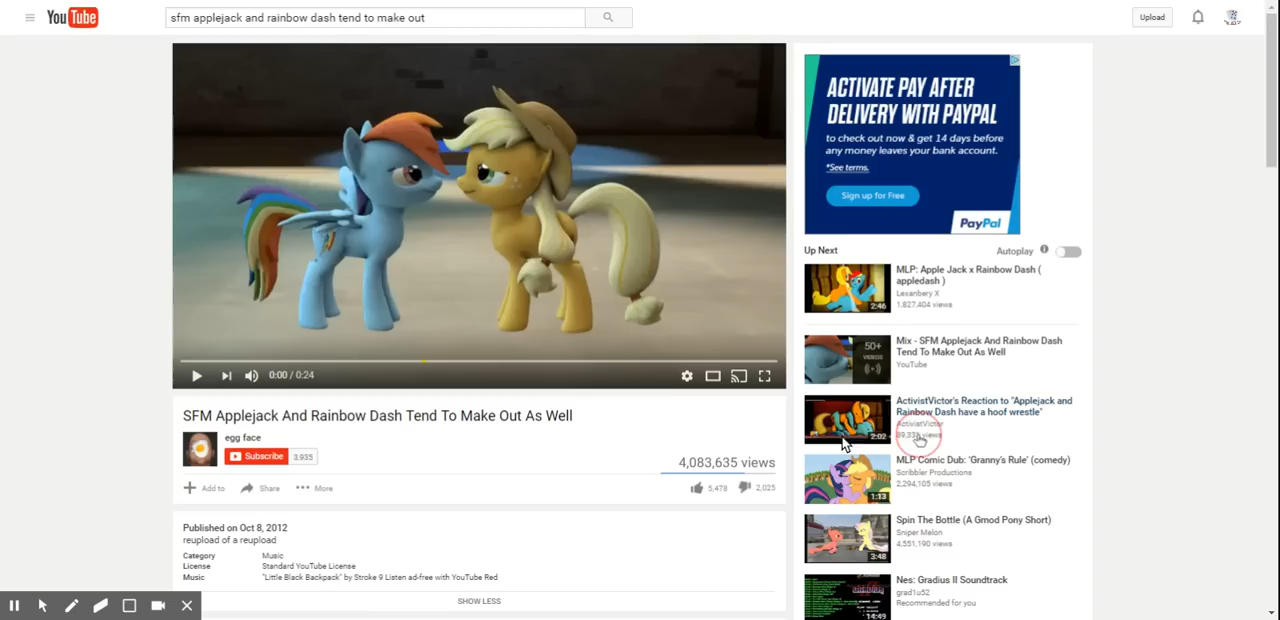 YouTube
sfm applejack and rainbow dash tend to make out
Upload
0:00 / 0:24
SFM Applejack And Rainbow Dash Tend To Make Out As Well
egg face
Subscribe 3,935
4,083,635 views
Add to Share More
5,478 2,025
Published on Oct 8, 2012
reupload of a reupload
Category Music
License Standard YouTube License
Music "Little Black Backpack" by Stroke 9 Listen ad-free with YouTube Red
SHOW LESS
ACTIVATE PAY AFTER
DELIVERY WITH PAYPAL
to check out now & get 14 days before
any money leaves your bank account.
*See terms.
Sign up for Free
PayPal
Up Next
Autoplay
MLP: Apple Jack x Rainbow Dash (
appledash )
Lexanbery X
1,827,404 views
2:46
Mix - SFM Applejack And Rainbow Dash
Tend To Make Out As Well
YouTube
50+
VIDEOS
ActivistVictor's Reaction to "Applejack and
Rainbow Dash have a hoof wrestle"
ActivistVictor
views
2:02
MLP Comic Dub: 'Granny's Rule' (comedy)
Scribbler Productions
2,294,105 views
1:13
Spin The Bottle (A Gmod Pony Short)
Sniper Melon
4,551,190 views
3:48
Nes: Gradius II Soundtrack
grad1u52
Recommended for you
14:49